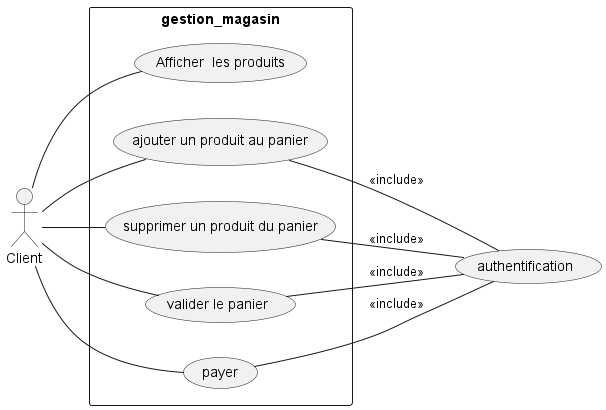 gestion_magasin
Afficher  les produits
ajouter un produit au panier
«include»
supprimer un produit du panier
«include»
Client
authentification
«include»
valider le panier
«include»
payer